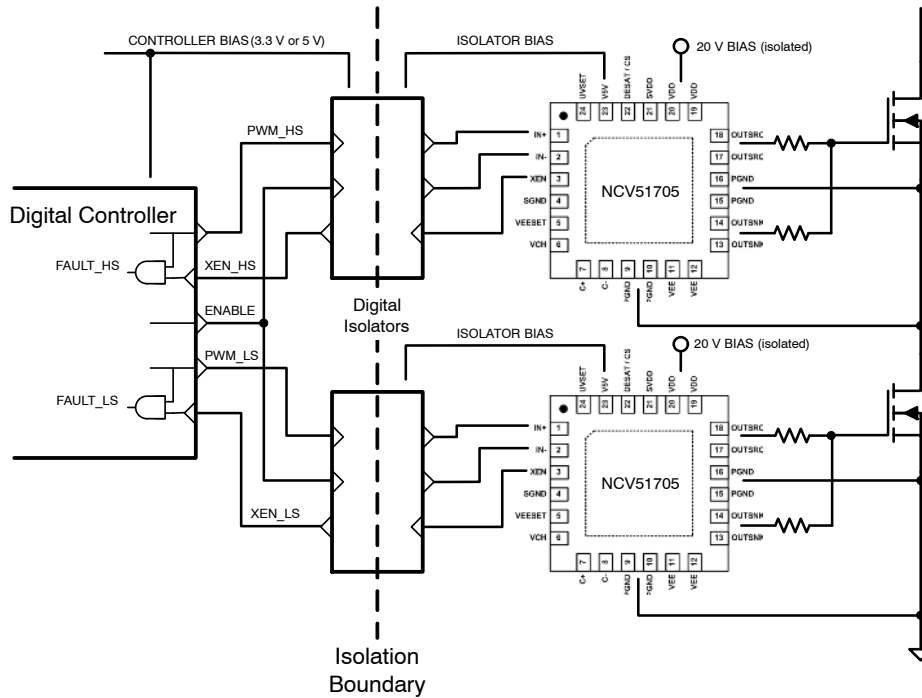 CONTROLLER BIAS (3.3 V or 5 V)
ISOLATOR BIAS
20 V BIAS (isolated)
UVSET
V5V
DESAT / CS
SVDD
VDD
VDD
24 23 22 21 20 19
PWM_HS
IN+ 1
IN- 2
XEN 3
SGND 4
VEESET 5
VCH 6
NCV51705
18 OUTSRC
17 OUTSRC
16 PGND
15 PGND
14 OUTSNK
13 OUTSNK
7 8 9 10 11 12
C+
C-
PGND
PGND
VEE
VEE
Digital Controller
FAULT_HS
XEN_HS
ENABLE
Digital
Isolators
PWM_LS
FAULT_LS
XEN_LS
ISOLATOR BIAS
20 V BIAS (isolated)
UVSET
V5V
DESAT / CS
SVDD
VDD
VDD
24 23 22 21 20 19
IN+ 1
IN- 2
XEN 3
SGND 4
VEESET 5
VCH 6
NCV51705
18 OUTSRC
17 OUTSRC
16 PGND
15 PGND
14 OUTSNK
13 OUTSNK
7 8 9 10 11 12
C+
C-
PGND
PGND
VEE
VEE
Isolation
Boundary